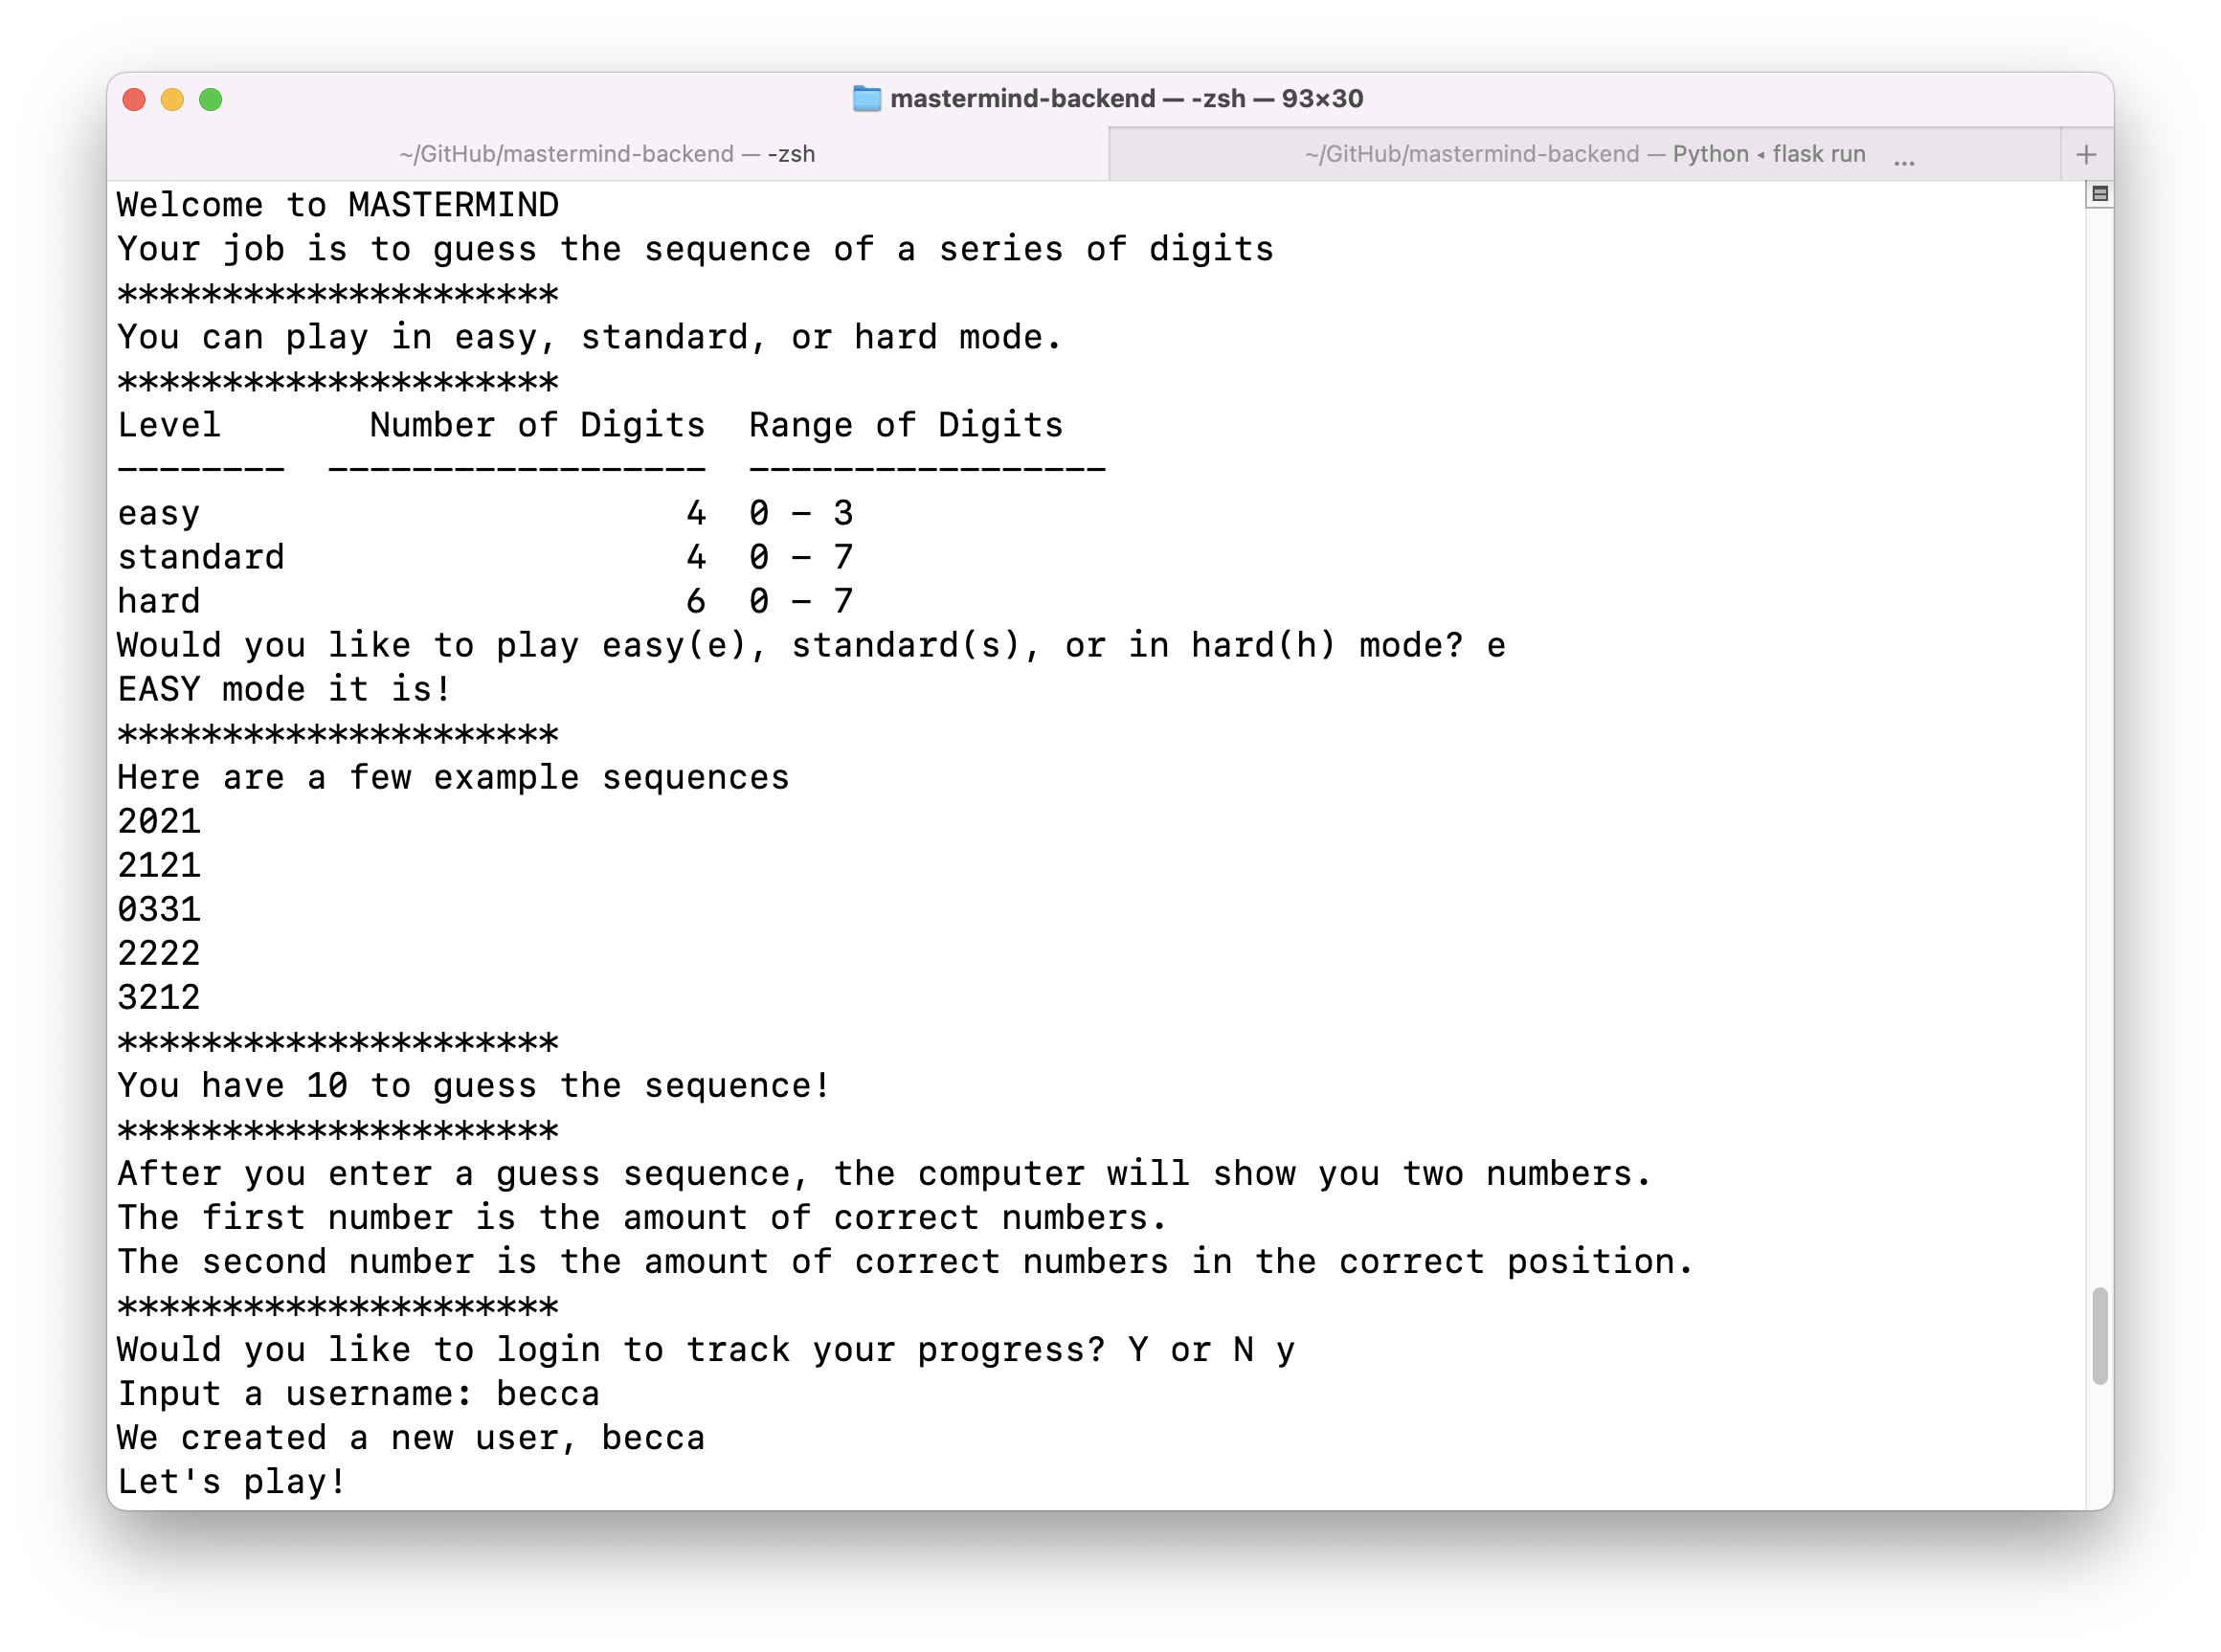 mastermind-backend — -zsh — 93×30
~/GitHub/mastermind-backend — -zsh
~/GitHub/mastermind-backend — Python ◂ flask run ...
Welcome to MASTERMIND
Your job is to guess the sequence of a series of digits
*********************
You can play in easy, standard, or hard mode.
*********************
Level       Number of Digits  Range of Digits
--------  ------------------  -----------------
easy                       4  0 - 3
standard                   4  0 - 7
hard                       6  0 - 7
Would you like to play easy(e), standard(s), or in hard(h) mode? e
EASY mode it is!
*********************
Here are a few example sequences
2021
2121
0331
2222
3212
*********************
You have 10 to guess the sequence!
*********************
After you enter a guess sequence, the computer will show you two numbers.
The first number is the amount of correct numbers.
The second number is the amount of correct numbers in the correct position.
*********************
Would you like to login to track your progress? Y or N y
Input a username: becca
We created a new user, becca
Let's play!